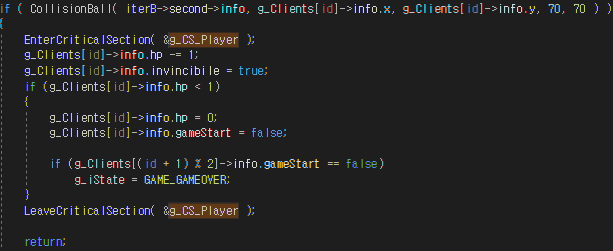 if ( CollisionBall( iterB->second->info, g_Clients[id]->info.x, g_Clients[id]->info.y, 70, 70 ) )
{
EnterCriticalSection( &g_CS_Player );
g_Clients[id]->info.hp -= 1;
g_Clients[id]->info.invincibile = true;
if (g_Clients[id]->info.hp < 1)
{
g_Clients[id]->info.hp = 0;
g_Clients[id]->info.gameStart = false;
if (g_Clients[(id + 1) % 2]->info.gameStart == false)
g_iState = GAME_GAMEOVER;
}
LeaveCriticalSection( &g_CS_Player );
return;